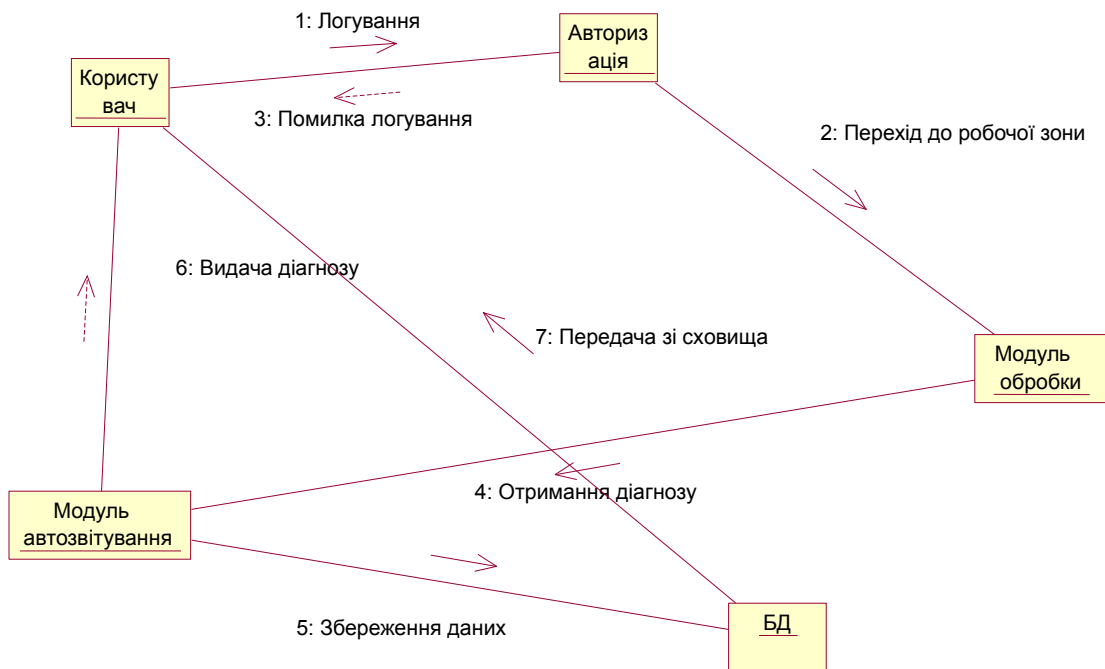 1: Логування
Авториз
ація
Користу
вач
3: Помилка логування
2: Перехід до робочої зони
6: Видача діагнозу
7: Передача зі сховища
Модуль
обробки
4: Отримання діагнозу
Модуль
автозвітування
5: Збереження даних
БД